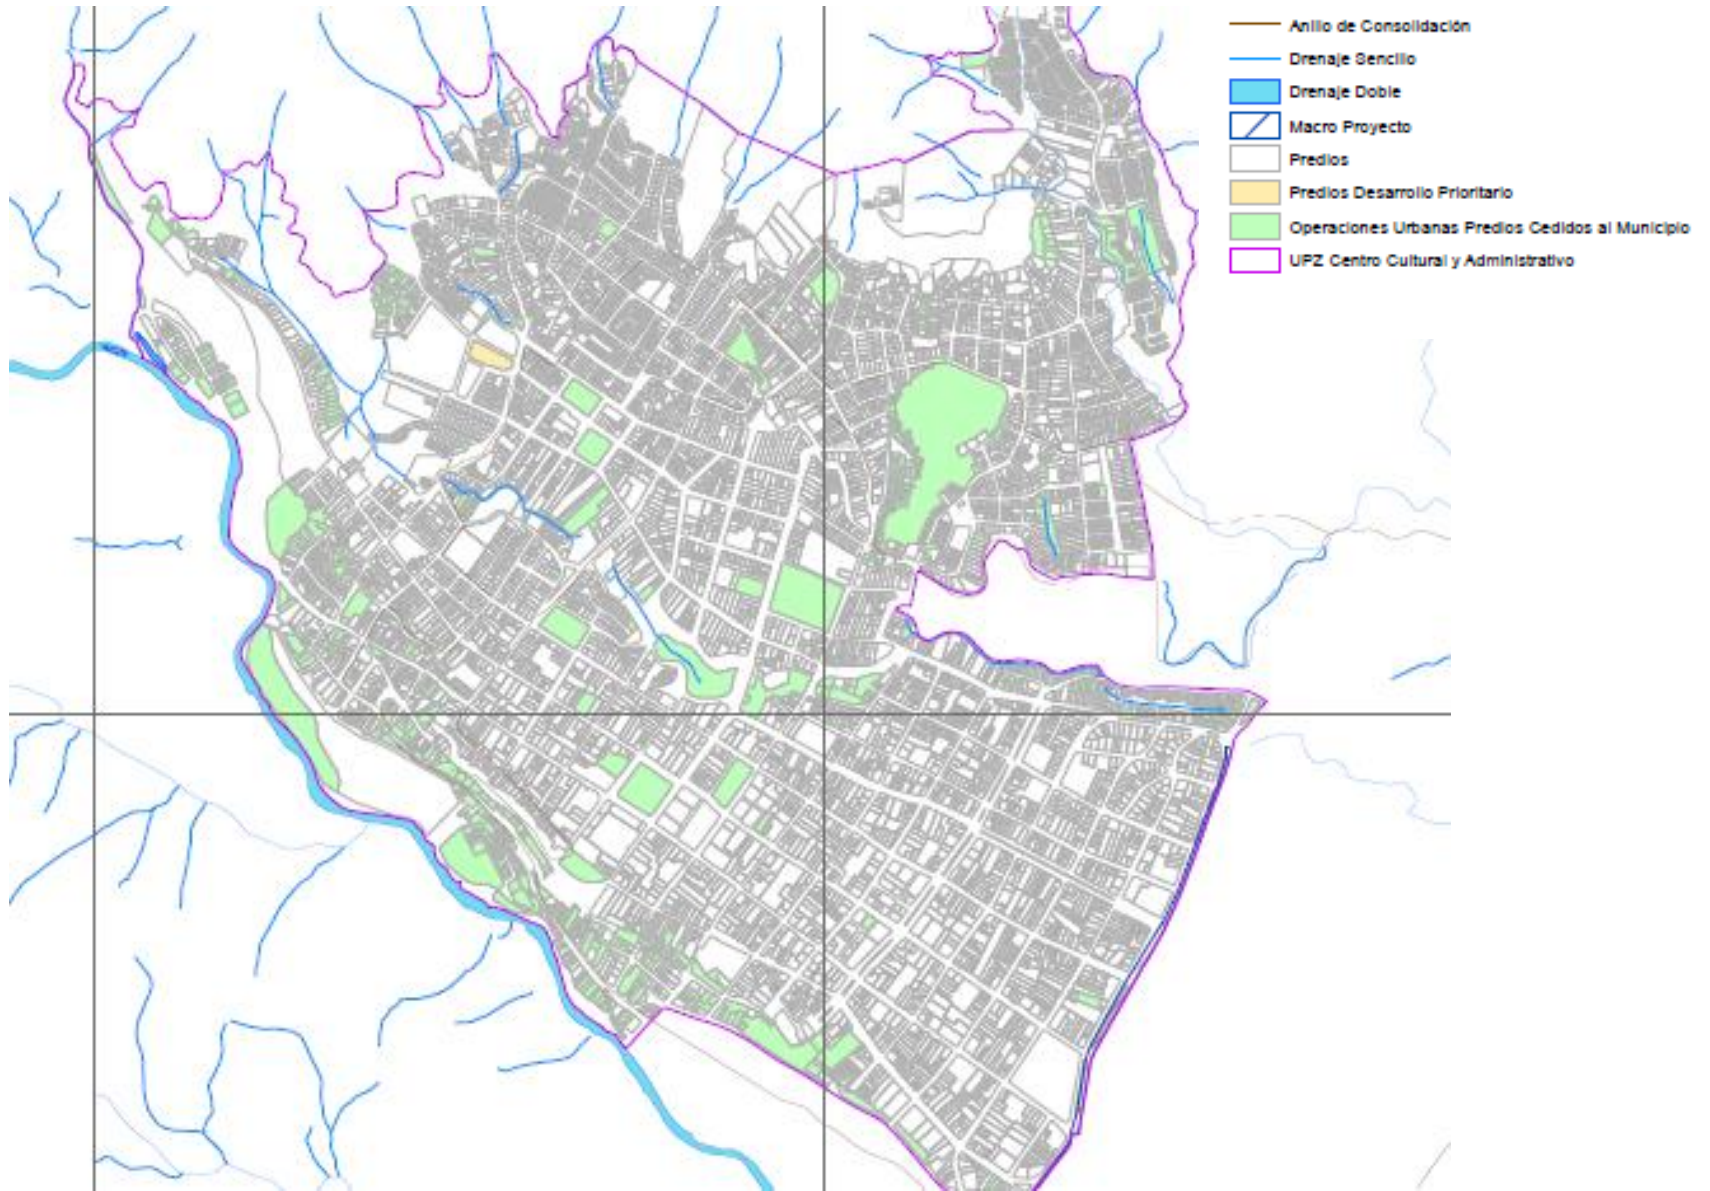 Anillo de Consolidación
Drenaje Sencillo
Drenaje Doble
Macro Proyecto
Predios
Predios Desarrollo Prioritario
Operaciones Urbanas Predios Cedidos al Municipio
UPZ Centro Cultural y Administrativo